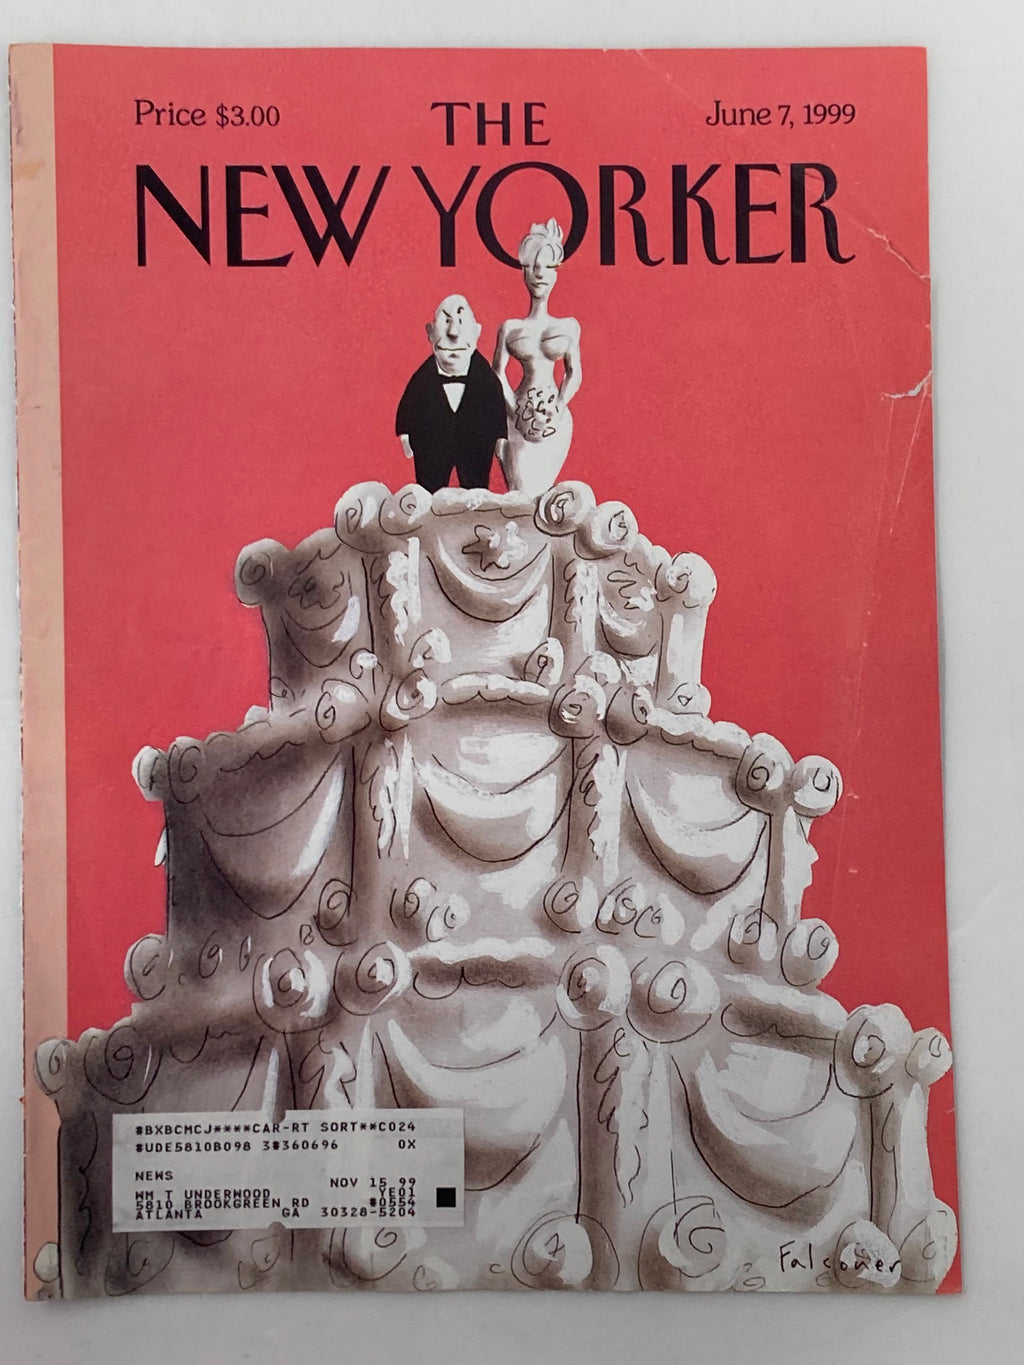 Price $3.00
THE
June 7, 1999
NEW YORKER
#BXBCMCJ****CAR-RT SORT**C024
#UDE5810B098 3#360696 0X
NEWS
NOV 15 99
WM T UNDERWOOD YE01
5810 BROOKGREEN RD #0554
ATLANTA GA 30328-5204
Falconer